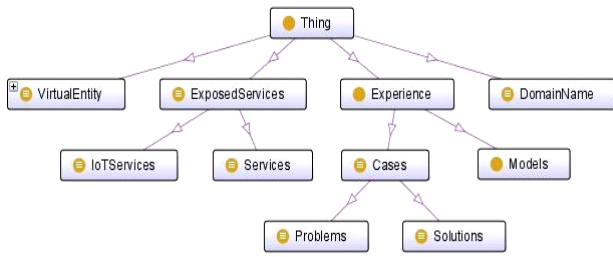 Thing
VirtualEntity
ExposedServices
Experience
DomainName
IoTServices
Services
Cases
Models
Problems
Solutions